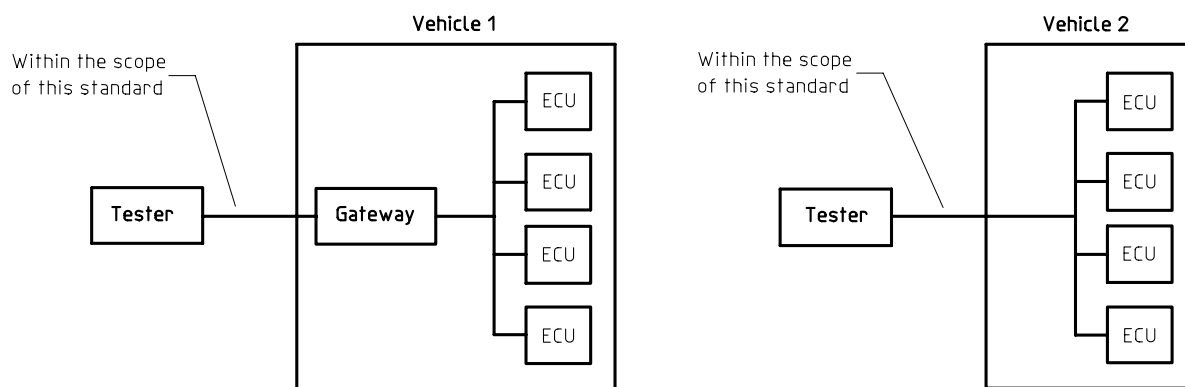 Vehicle 1
Within the scope
of this standard
ECU
ECU
Tester
Gateway
ECU
ECU
Vehicle 2
Within the scope
of this standard
ECU
ECU
Tester
ECU
ECU